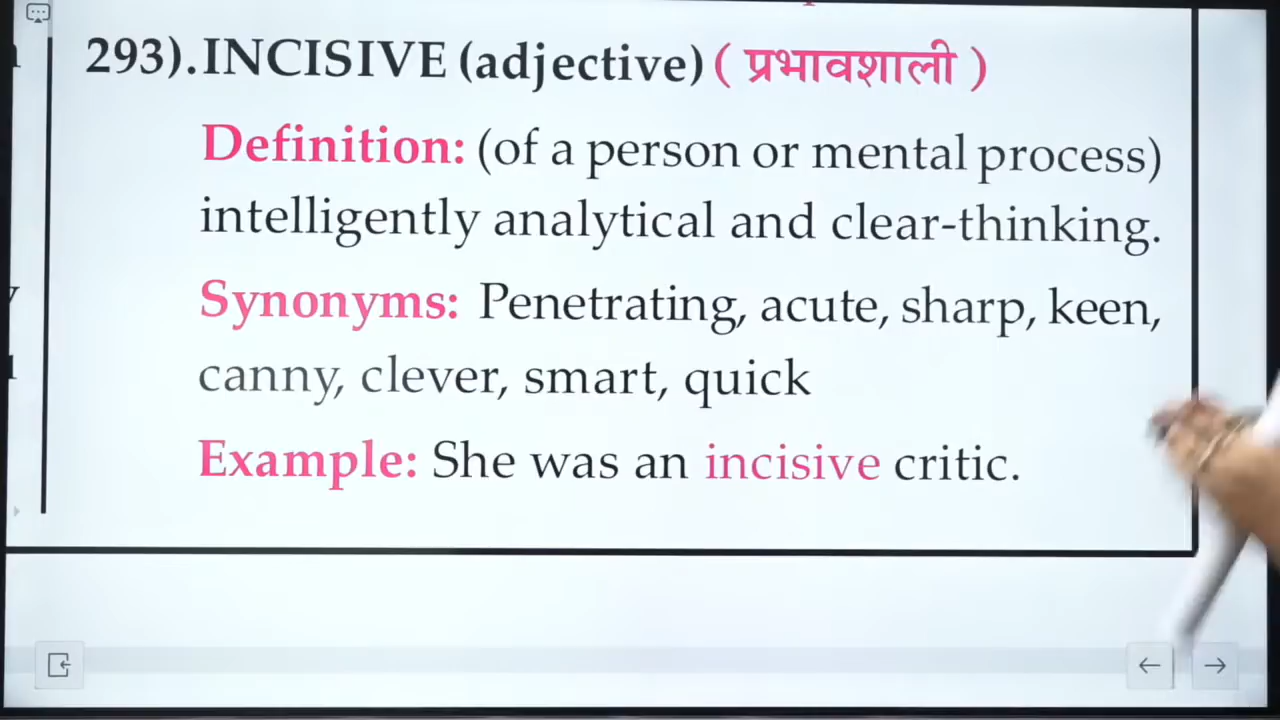 293). INCISIVE (adjective) ( प्रभावशाली )
Definition: (of a person or mental process)
intelligently analytical and clear-thinking.
Synonyms: Penetrating, acute, sharp, keen,
canny, clever, smart, quick
Example: She was an incisive critic.